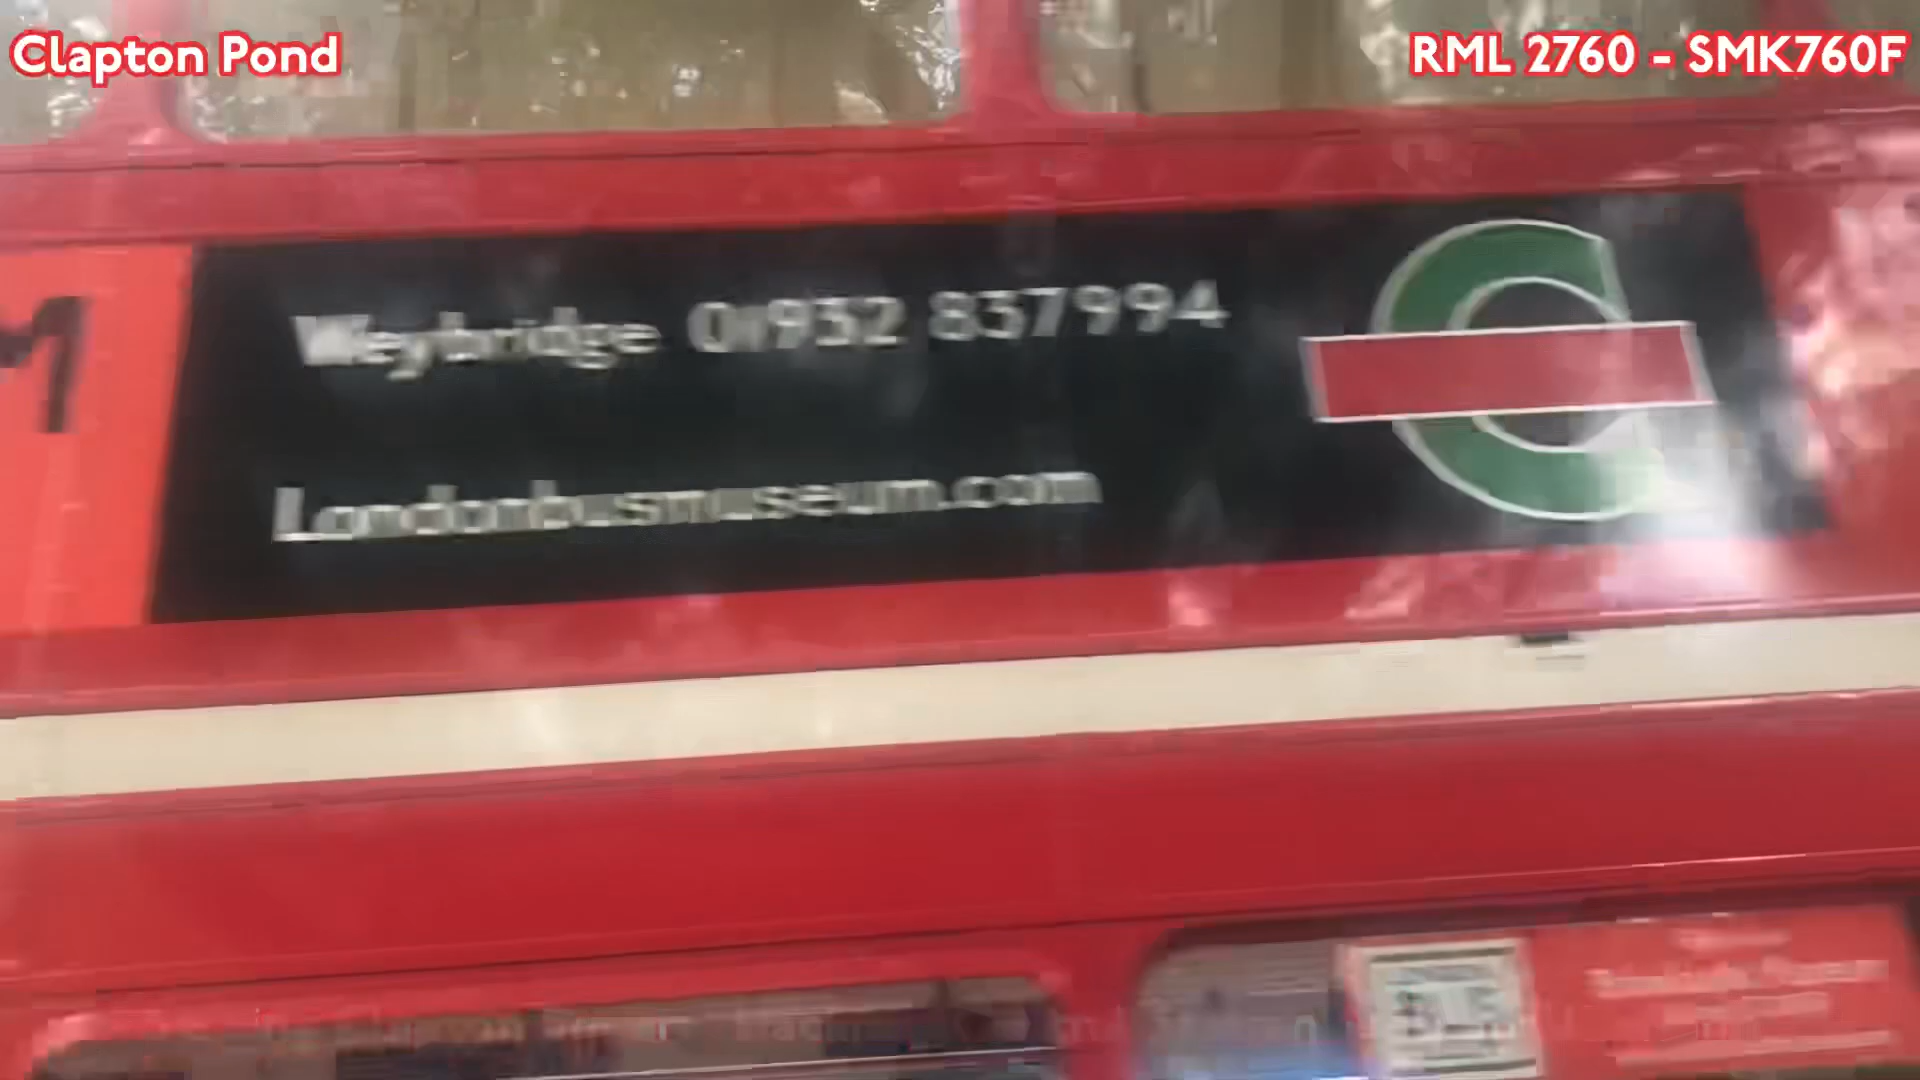 Clapton Pond
RML 2760 - SMK760F
M
Weybridge 01932 837994
Londonbusmuseum.com